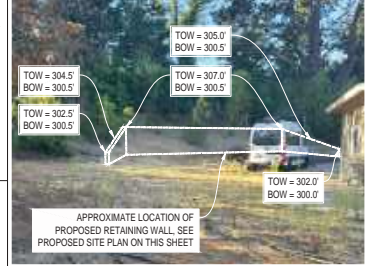 TOW = 305.0'
BOW = 300.5'
TOW = 304.5'
BOW = 300.5'
TOW = 307.0'
BOW = 300.5'
TOW = 302.5'
BOW = 300.5'
TOW = 302.0'
BOW = 300.0'
APPROXIMATE LOCATION OF
PROPOSED RETAINING WALL, SEE
PROPOSED SITE PLAN ON THIS SHEET